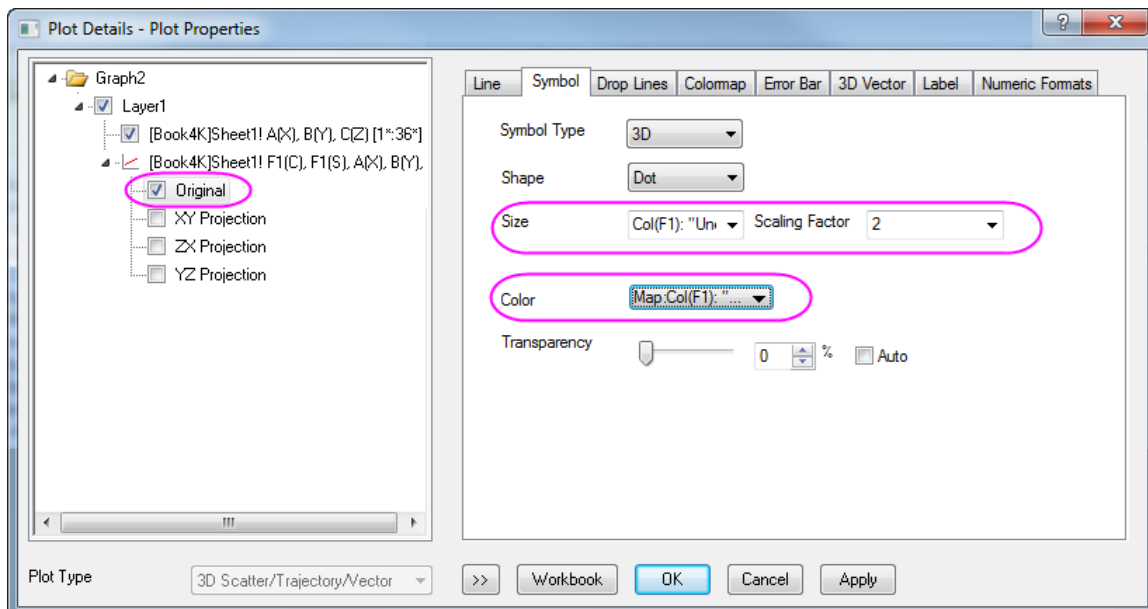 Plot Details - Plot Properties
Graph2
Layer1
[Book4K]Sheet1! A(X), B(Y), C(Z) [1*:36*]
[Book4K]Sheet1! F1(C), F1(S), A(X), B(Y),
Original
XY Projection
ZX Projection
YZ Projection
Line Symbol Drop Lines Colormap Error Bar 3D Vector Label Numeric Formats
Symbol Type 3D
Shape Dot
Size Col(F1): "Un Scaling Factor 2
Color Map:Col(F1): "...
Transparency 0 % Auto
Plot Type 3D Scatter/Trajectory/Vector >> Workbook OK Cancel Apply